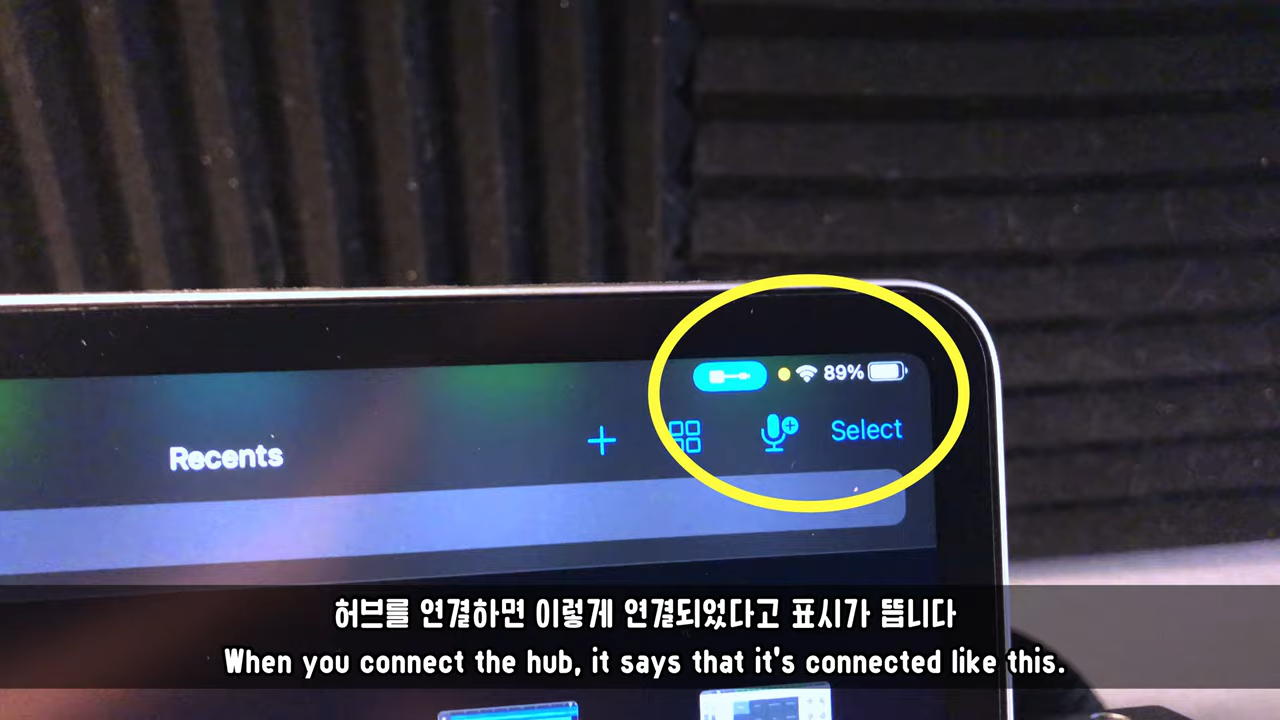 89%
Recents
Select
허브를 연결하면 이렇게 연결되었다고 표시가 뜹니다
When you connect the hub, it says that it's connected like this.